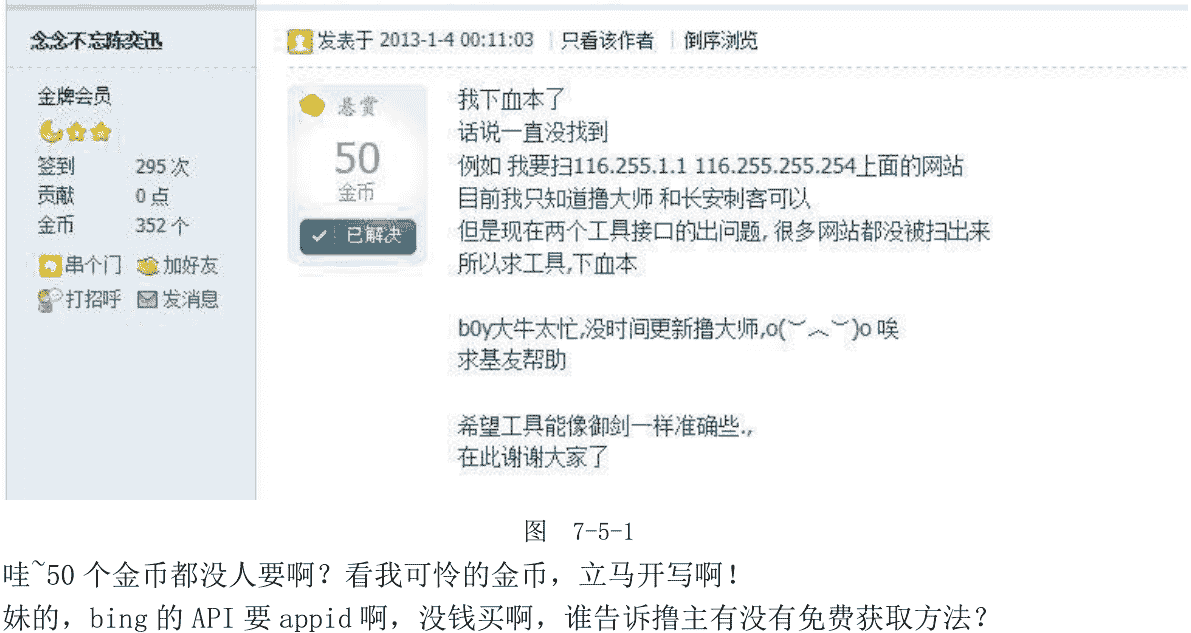 念念不忘陈奕迅
金牌会员
签到 295 次
贡献 0 点
金币 352 个
串个门 加好友
打招呼 发消息
发表于 2013-1-4 00:11:03 | 只看该作者 | 倒序浏览
悬赏
50
金币
已解决
我下血本了
话说一直没找到
例如 我要扫116.255.1.1 116.255.255.254上面的网站
目前我只知道撸大师 和长安刺客可以
但是现在两个工具接口的出问题, 很多网站都没被扫出来
所以求工具,下血本
b0y大牛太忙,没时间更新撸大师,o(︶︿︶)o 唉
求基友帮助
希望工具能像御剑一样准确些.,
在此谢谢大家了
图 7-5-1
哇~50 个金币都没人要啊？看我可怜的金币，立马开写啊！
妹的，bing 的 API 要 appid 啊，没钱买啊，谁告诉撸主有没有免费获取方法？